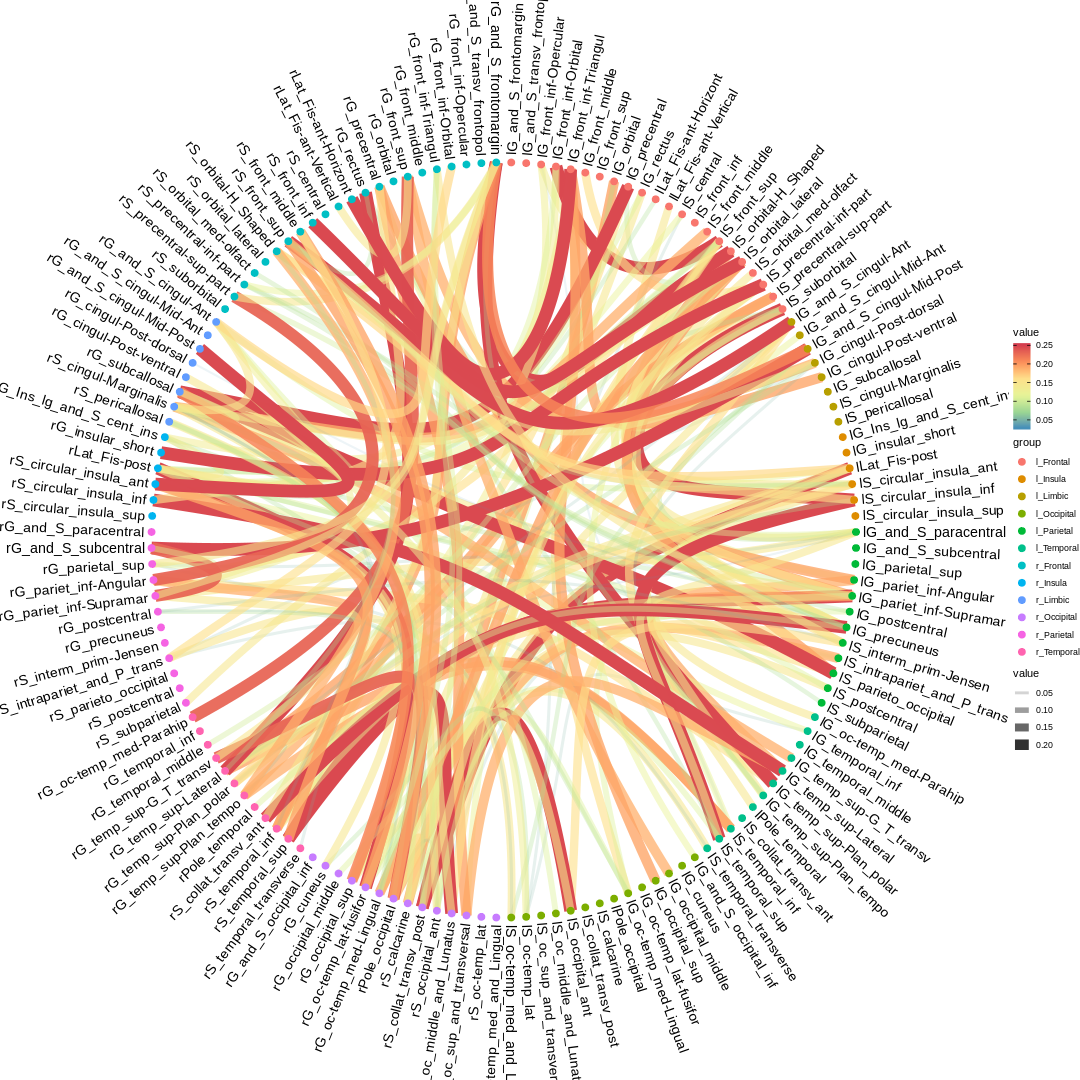 lG_and_S_frontomargin
lG_and_S_transv_frontop
lG_front_inf-Opercular
lG_front_inf-Orbital
lG_front_inf-Triangul
lG_front_middle
lG_front_sup
lG_orbital
lG_precentral
lG_rectus
lLat_Fis-ant-Horizont
lLat_Fis-ant-Vertical
lS_central
lS_front_inf
lS_front_middle
lS_front_sup
lS_orbital-H_Shaped
lS_orbital_lateral
lS_orbital_med-olfact
lS_precentral-inf-part
lS_precentral-sup-part
lS_suborbital
lG_and_S_cingul-Ant
lG_and_S_cingul-Mid-Ant
lG_and_S_cingul-Mid-Post
lG_cingul-Post-dorsal
lG_cingul-Post-ventral
lG_subcallosal
lS_cingul-Marginalis
lS_pericallosal
lG_Ins_lg_and_S_cent_in
lG_insular_short
lLat_Fis-post
lS_circular_insula_ant
lS_circular_insula_inf
lS_circular_insula_sup
lG_and_S_paracentral
lG_and_S_subcentral
lG_parietal_sup
lG_pariet_inf-Angular
lG_pariet_inf-Supramar
lG_postcentral
lG_precuneus
lS_interm_prim-Jensen
lS_intrapariet_and_P_trans
lS_parieto_occipital
lS_postcentral
lS_subparietal
lG_oc-temp_med-Parahip
lG_temporal_inf
lG_temporal_middle
lG_temp_sup-G_T_transv
lG_temp_sup-Lateral
lG_temp_sup-Plan_polar
lG_temp_sup-Plan_tempo
lPole_temporal
lS_collat_transv_ant
lS_temporal_inf
lS_temporal_sup
lS_temporal_transverse
lG_and_S_occipital_inf
lG_cuneus
lG_occipital_middle
lG_occipital_sup
lG_oc-temp_lat-fusifor
lG_oc-temp_med-Lingual
lPole_occipital
lS_calcarine
lS_collat_transv_post
lS_occipital_ant
lS_oc_middle_and_Lunat
lS_oc_sup_and_transver
lS_oc-temp_lat
lS_oc-temp_med_and_L
temp_med_and_Lingual
rS_oc-temp_lat
oc_sup_and_transversal
oc_middle_and_Lunatus
rS_occipital_ant
rS_collat_transv_post
rS_calcarine
rPole_occipital
rG_oc-temp_med-Lingual
rG_oc-temp_lat-fusifor
rG_occipital_sup
rG_occipital_middle
rG_cuneus
rG_and_S_occipital_inf
rS_temporal_transverse
rS_temporal_sup
rS_temporal_inf
rS_collat_transv_ant
rPole_temporal
rG_temp_sup-Plan_tempo
rG_temp_sup-Plan_polar
rG_temp_sup-Lateral
rG_temp_sup-G_T_transv
rG_temporal_middle
rG_temporal_inf
rG_oc-temp_med-Parahip
rS_subparietal
rS_postcentral
rS_parieto_occipital
S_intrapariet_and_P_trans
rS_interm_prim-Jensen
rG_precuneus
rG_postcentral
rG_pariet_inf-Supramar
rG_pariet_inf-Angular
rG_parietal_sup
rG_and_S_subcentral
rG_and_S_paracentral
rS_circular_insula_sup
rS_circular_insula_inf
rS_circular_insula_ant
rLat_Fis-post
rG_insular_short
G_Ins_lg_and_S_cent_ins
rS_pericallosal
rS_cingul-Marginalis
rG_subcallosal
rG_cingul-Post-ventral
rG_cingul-Post-dorsal
rG_and_S_cingul-Mid-Post
rG_and_S_cingul-Mid-Ant
rG_and_S_cingul-Ant
rS_suborbital
rS_precentral-sup-part
rS_precentral-inf-part
rS_orbital_med-olfact
rS_orbital_lateral
rS_orbital-H_Shaped
rS_front_sup
rS_front_middle
rS_front_inf
rS_central
rLat_Fis-ant-Vertical
rLat_Fis-ant-Horizont
rG_rectus
rG_precentral
rG_orbital
rG_front_sup
rG_front_middle
rG_front_inf-Triangul
rG_front_inf-Orbital
rG_front_inf-Opercular
and_S_transv_frontopol
rG_and_S_frontomargin
value
0.25
0.20
0.15
0.10
0.05
group
l_Frontal
l_Insula
l_Limbic
l_Occipital
l_Parietal
l_Temporal
r_Frontal
r_Insula
r_Limbic
r_Occipital
r_Parietal
r_Temporal
value
0.05
0.10
0.15
0.20